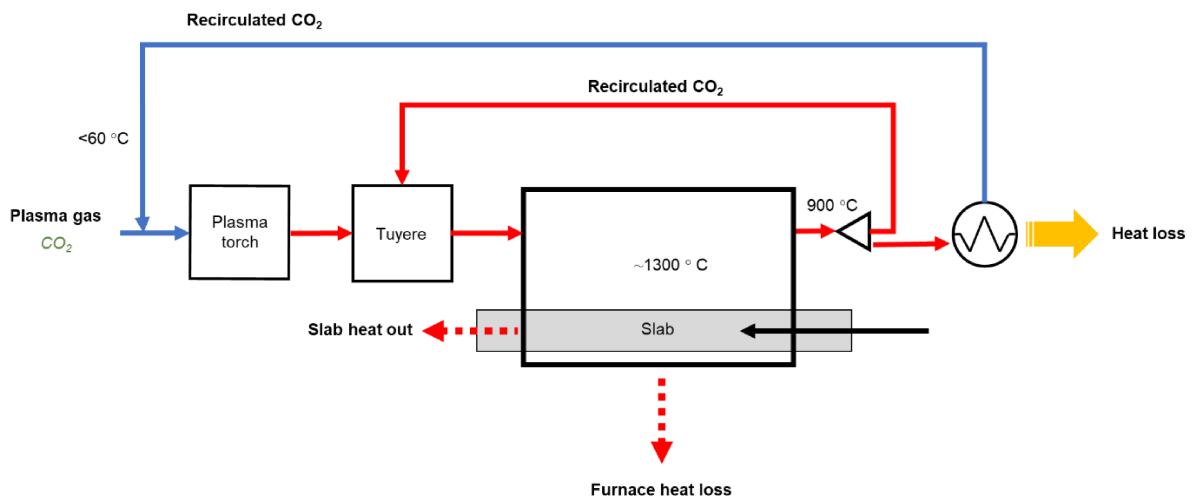 Recirculated CO₂
Recirculated CO₂
<60 °C
Plasma gas
CO₂
Plasma
torch
Tuyere
900 °C
~1300 ° C
Heat loss
Slab heat out
Slab
Furnace heat loss